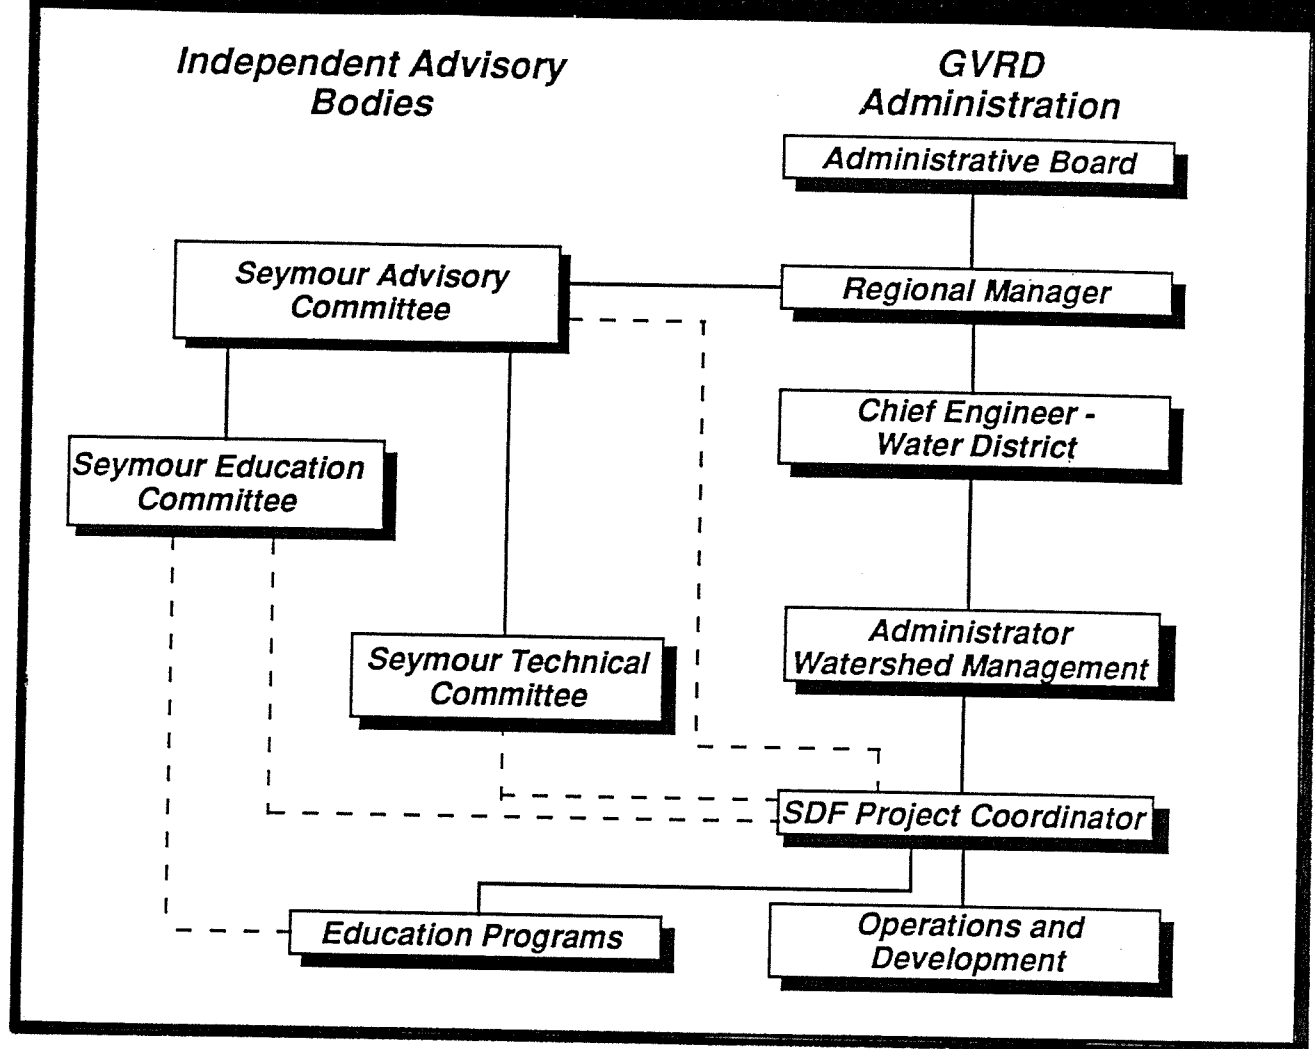 Independent Advisory
Bodies
GVRD
Administration
Administrative Board
Seymour Advisory
Committee
Regional Manager
Chief Engineer -
Water District
Seymour Education
Committee
Administrator
Watershed Management
Seymour Technical
Committee
SDF Project Coordinator
Education Programs
Operations and
Development